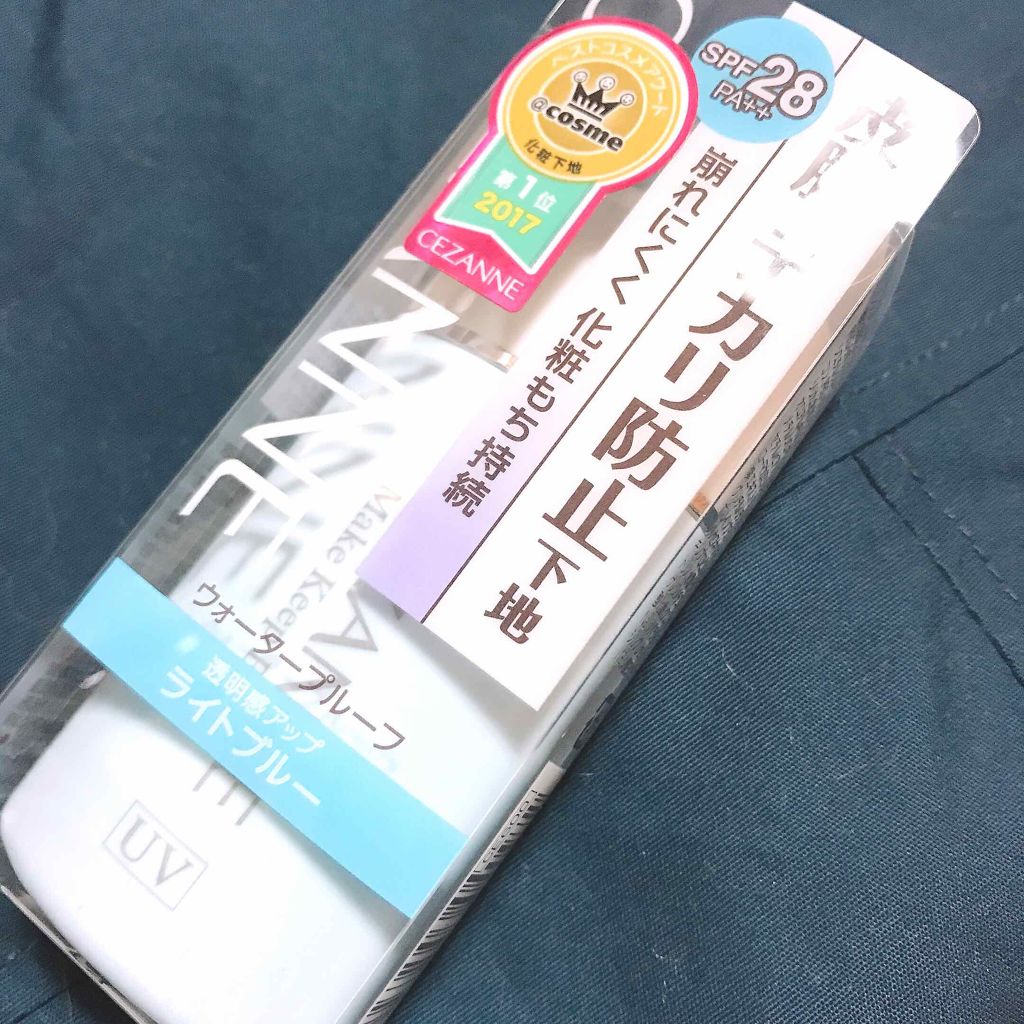 ベストコスメアワード
@cosme
化粧下地
第1位
2017
CEZANNE
SPF28
PA++
カリ防止下地
崩れにくく 化粧もち持続
Make Keep
ウォータープルーフ
透明感アップ
ライトブルー
UV